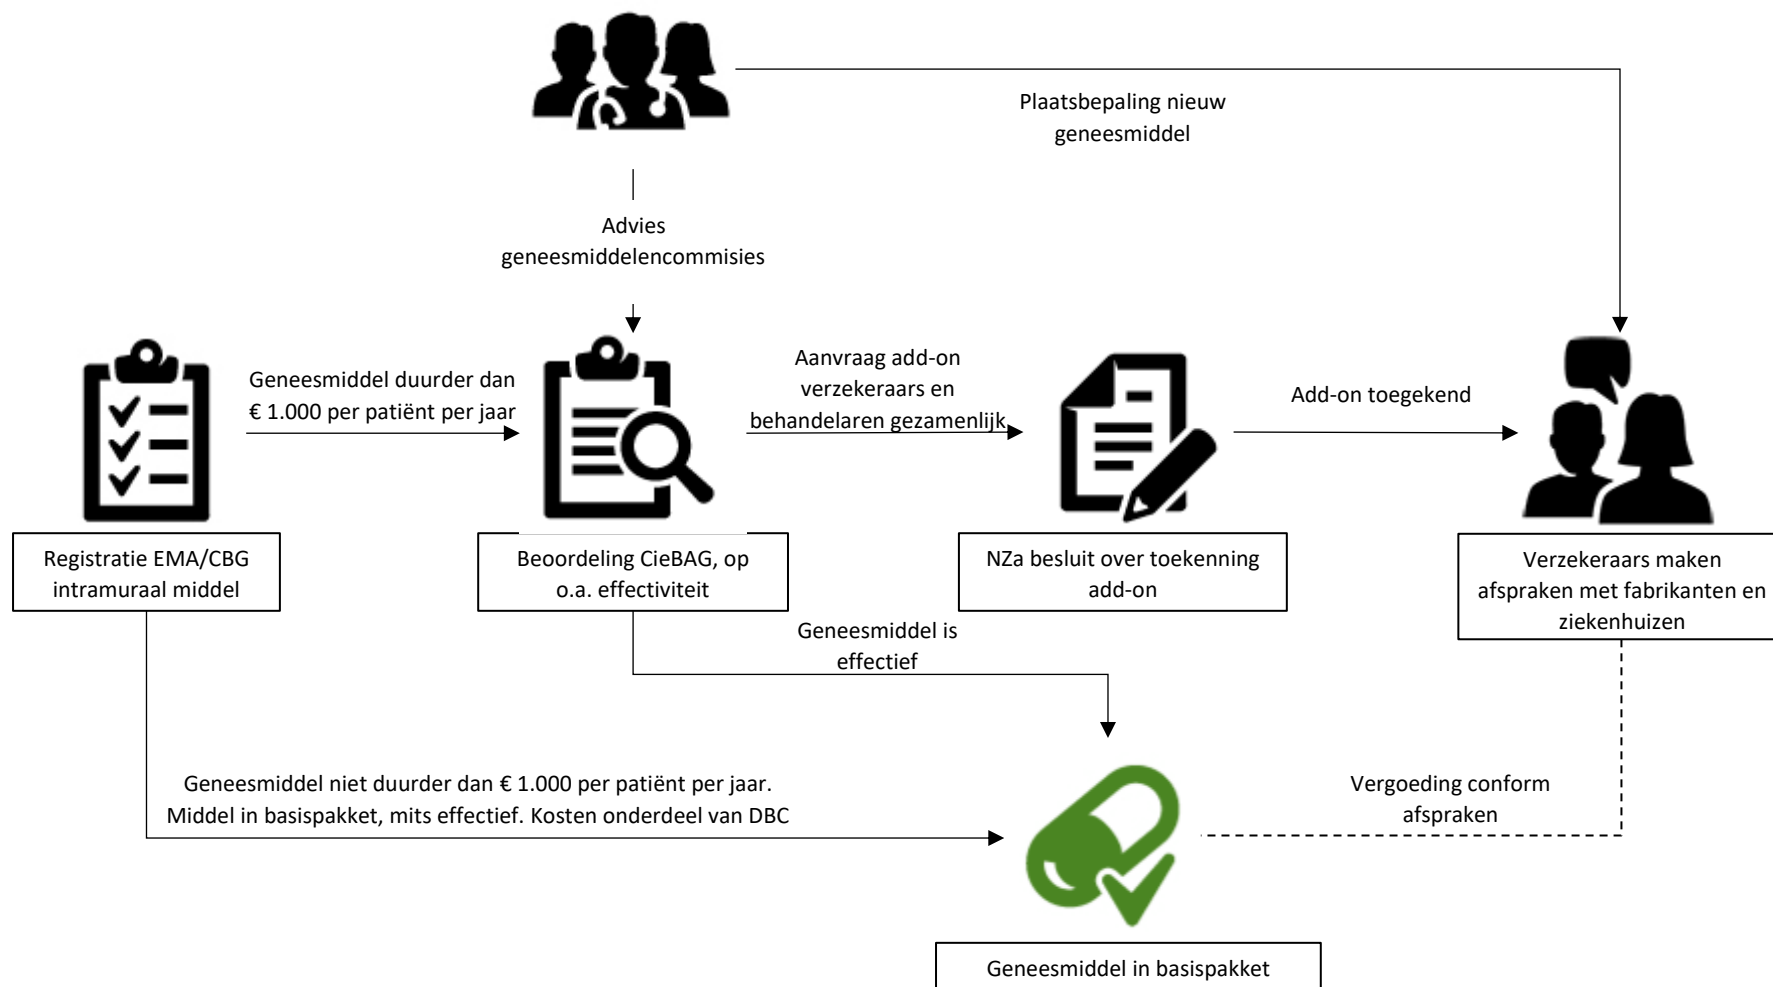 Plaatsbepaling nieuw
geneesmiddel
Advies
geneesmiddelencommisies
Geneesmiddel duurder dan
€ 1.000 per patiënt per jaar
Aanvraag add-on
verzekeraars en
behandelaren gezamenlijk
Add-on toegekend
Registratie EMA/CBG
intramuraal middel
Beoordeling CieBAG, op
o.a. effectiviteit
NZa besluit over toekenning
add-on
Verzekeraars maken
afspraken met fabrikanten en
ziekenhuizen
Geneesmiddel is
effectief
Geneesmiddel niet duurder dan € 1.000 per patiënt per jaar.
Middel in basispakket, mits effectief. Kosten onderdeel van DBC
Vergoeding conform
afspraken
Geneesmiddel in basispakket